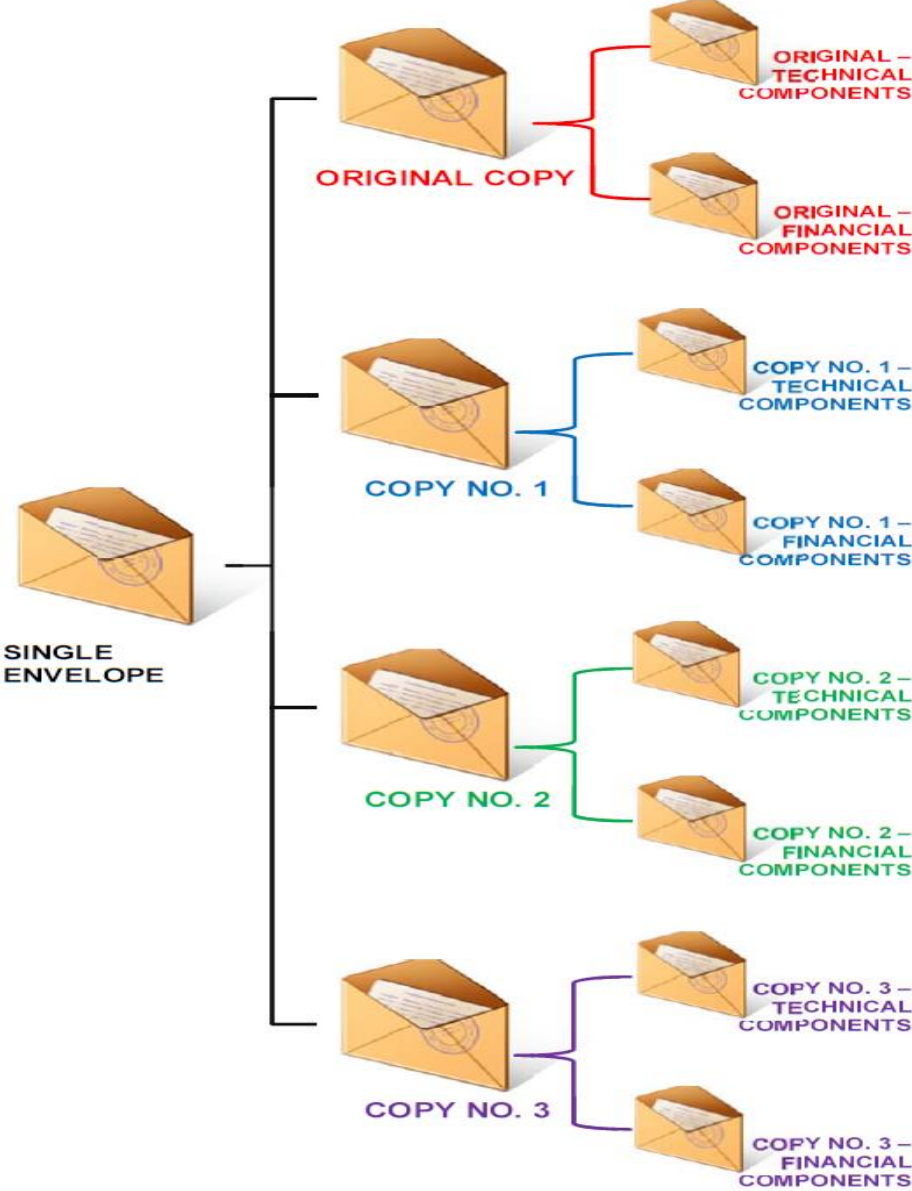 ORIGINAL –
TECHNICAL
COMPONENTS
ORIGINAL COPY
ORIGINAL –
FINANCIAL
COMPONENTS
COPY NO. 1 –
TECHNICAL
COMPONENTS
COPY NO. 1
COPY NO. 1 –
FINANCIAL
COMPONENTS
SINGLE
ENVELOPE
COPY NO. 2 –
TECHNICAL
COMPONENTS
COPY NO. 2
COPY NO. 2 –
FINANCIAL
COMPONENTS
COPY NO. 3 –
TECHNICAL
COMPONENTS
COPY NO. 3
COPY NO. 3 –
FINANCIAL
COMPONENTS